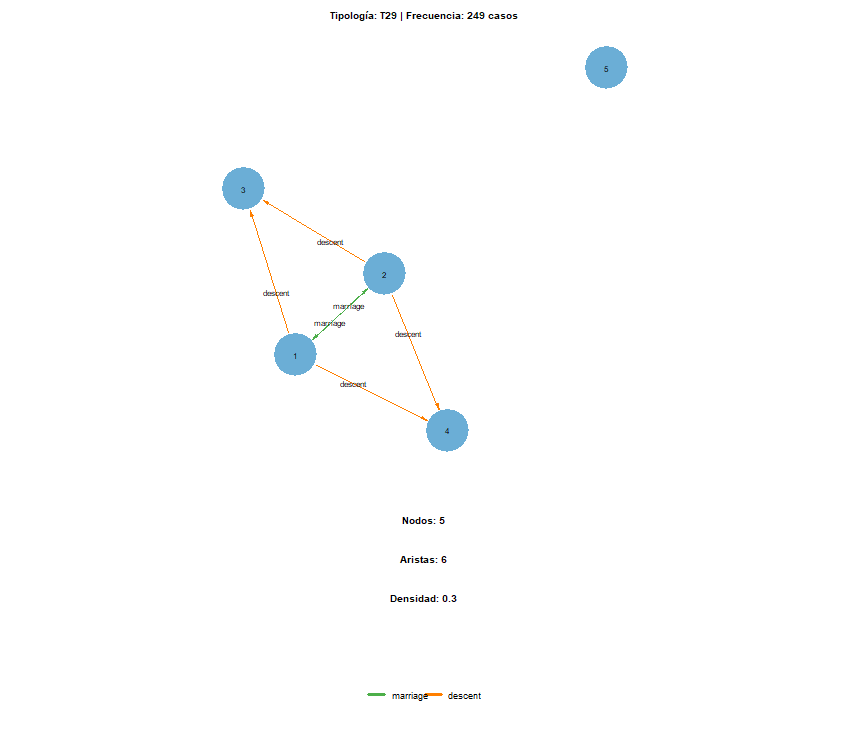 Tipología: T29 | Frecuencia: 249 casos
5
3
descent
2
descent
marriage
marriage
descent
1
descent
4
Nodos: 5
Aristas: 6
Densidad: 0.3
marriage descent